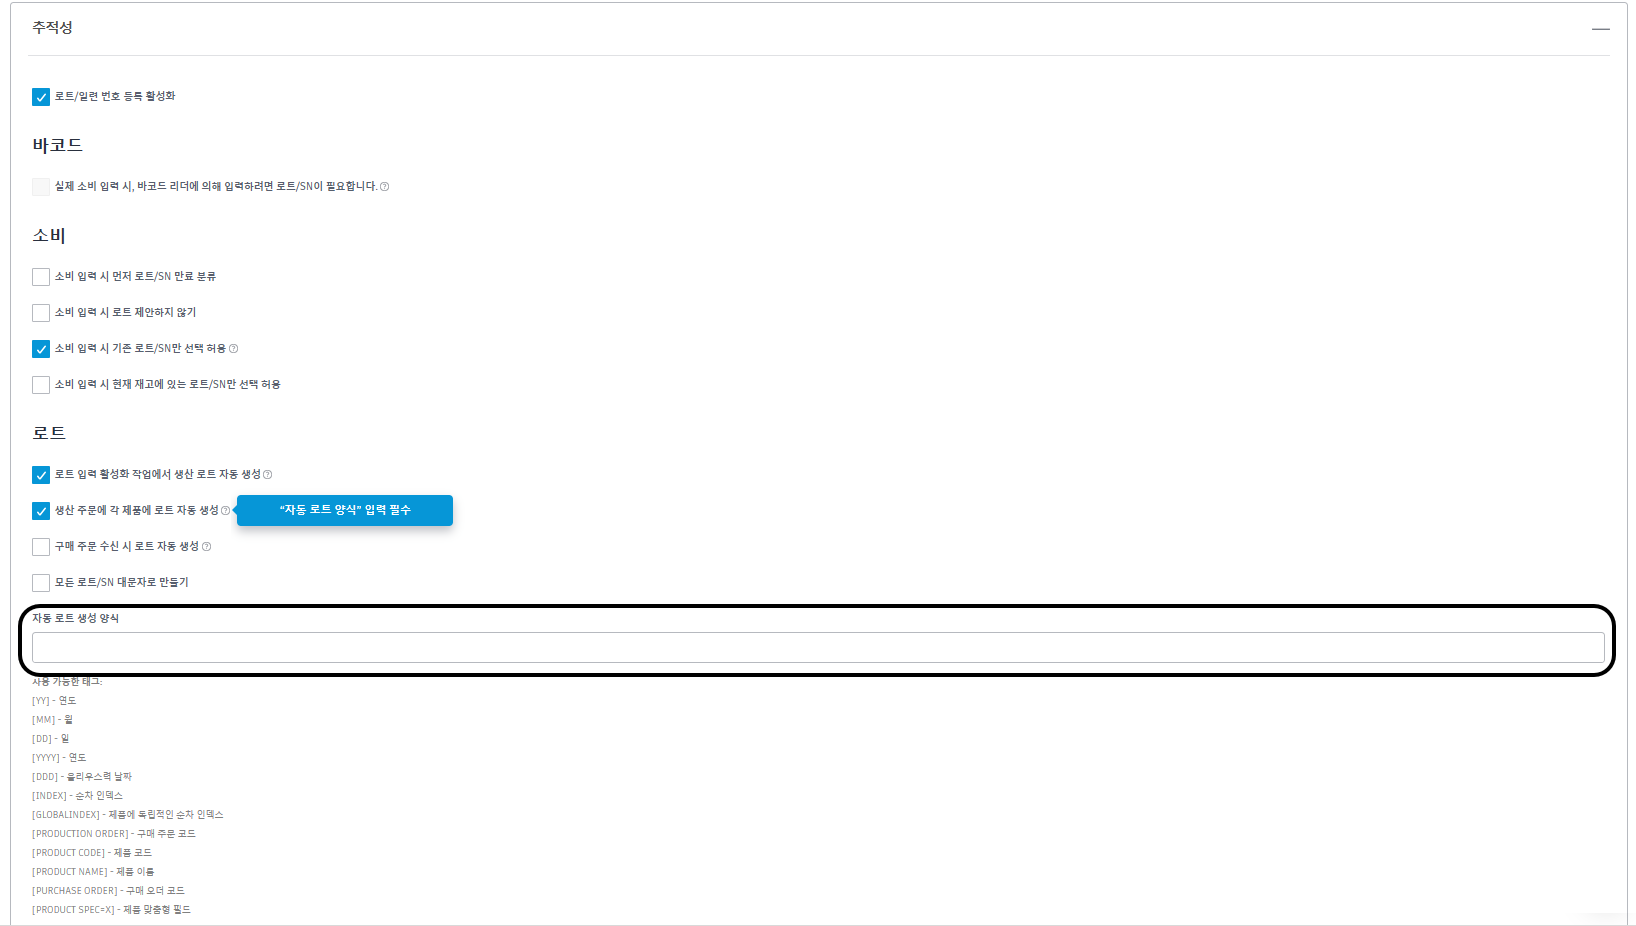 추적성
로트/일련 번호 등록 활성화
바코드
실제 소비 입력 시, 바코드 리더에 의해 입력하려면 로트/SN이 필요합니다.
소비
소비 입력 시 먼저 로트/SN 만료 분류
소비 입력 시 로트 제안하지 않기
소비 입력 시 기존 로트/SN만 선택 허용
소비 입력 시 현재 재고에 있는 로트/SN만 선택 허용
로트
로트 입력 활성화 작업에서 생산 로트 자동 생성
생산 주문에 각 제품에 로트 자동 생성 “자동 로트 양식” 입력 필수
구매 주문 수신 시 로트 자동 생성
모든 로트/SN 대문자로 만들기
자동 로트 생성 양식
사용 가능한 태그:
[YY] - 연도
[MM] - 월
[DD] - 일
[YYYY] - 연도
[DDD] - 율리우스력 날짜
[INDEX] - 순차 인덱스
[GLOBALINDEX] - 제품에 독립적인 순차 인덱스
[PRODUCTION ORDER] - 구매 주문 코드
[PRODUCT CODE] - 제품 코드
[PRODUCT NAME] - 제품 이름
[PURCHASE ORDER] - 구매 오더 코드
[PRODUCT SPEC=X] - 제품 맞춤형 필드